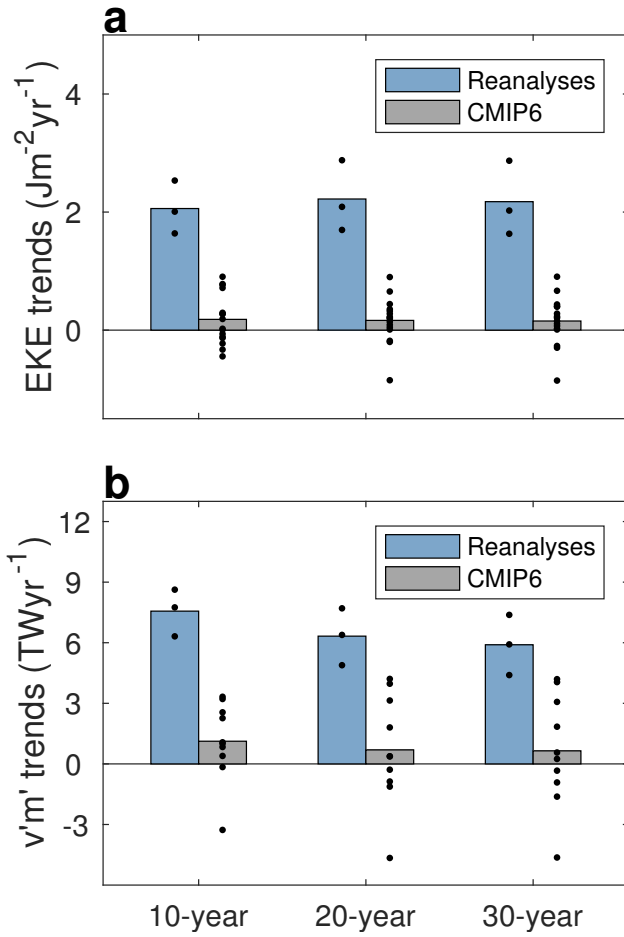 a
EKE trends (Jm⁻²yr⁻¹)
4
2
0
Reanalyses
CMIP6
b
v'm' trends (TWyr⁻¹)
12
9
6
3
0
-3
Reanalyses
CMIP6
10-year 20-year 30-year